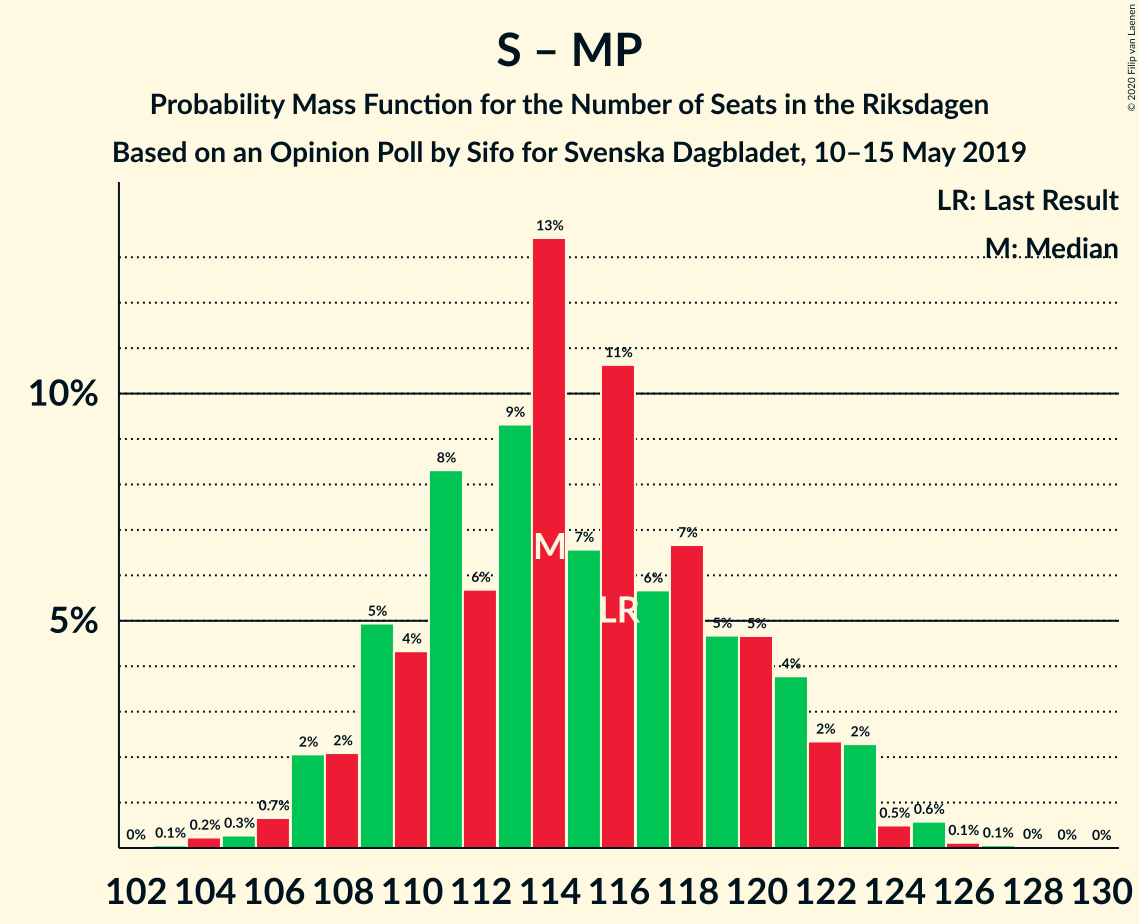 S – MP
Probability Mass Function for the Number of Seats in the Riksdagen
Based on an Opinion Poll by Sifo for Svenska Dagbladet, 10–15 May 2019
© 2020 Filip van Laenen
LR: Last Result
M: Median
10%
5%
0% 0.1% 0.2% 0.3% 0.7% 2% 2% 5% 4% 8% 6% 9% 13% 7% 11% 6% 7% 5% 5% 4% 2% 2% 0.5% 0.6% 0.1% 0.1% 0% 0% 0%
M
LR
102 104 106 108 110 112 114 116 118 120 122 124 126 128 130